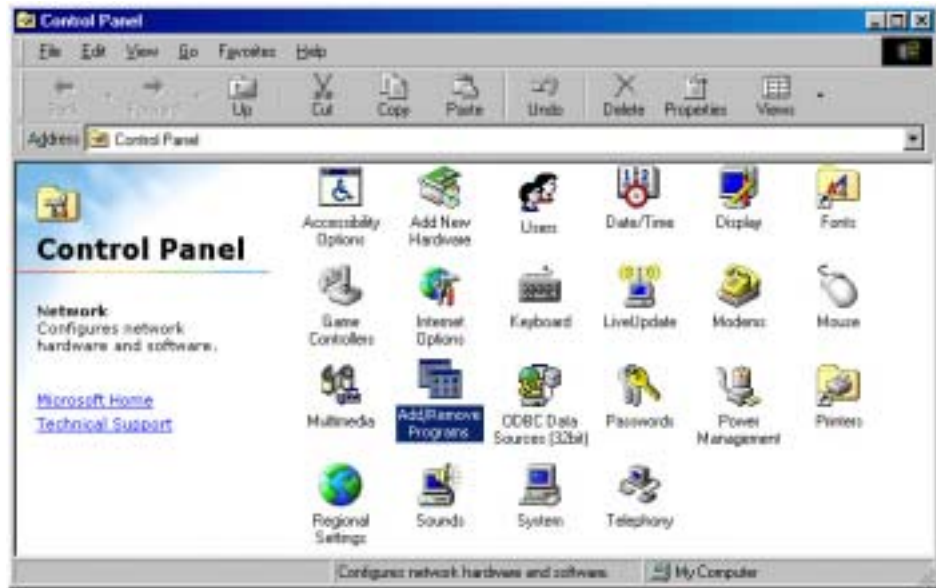 Control Panel
File Edit View Go Favorites Help
Back Forward Up Cut Copy Paste Undo Delete Properties Views
Address Control Panel
Control Panel
Network
Configures network
hardware and software.
Microsoft Home
Technical Support
Accessibility Options
Add New Hardware
Users
Date/Time
Display
Fonts
Game Controllers
Internet Options
Keyboard
LiveUpdate
Modems
Mouse
Multimedia
Add/Remove Programs
ODBC Data Sources (32bit)
Passwords
Power Management
Printers
Regional Settings
Sounds
System
Telephony
Configures network hardware and software.
My Computer